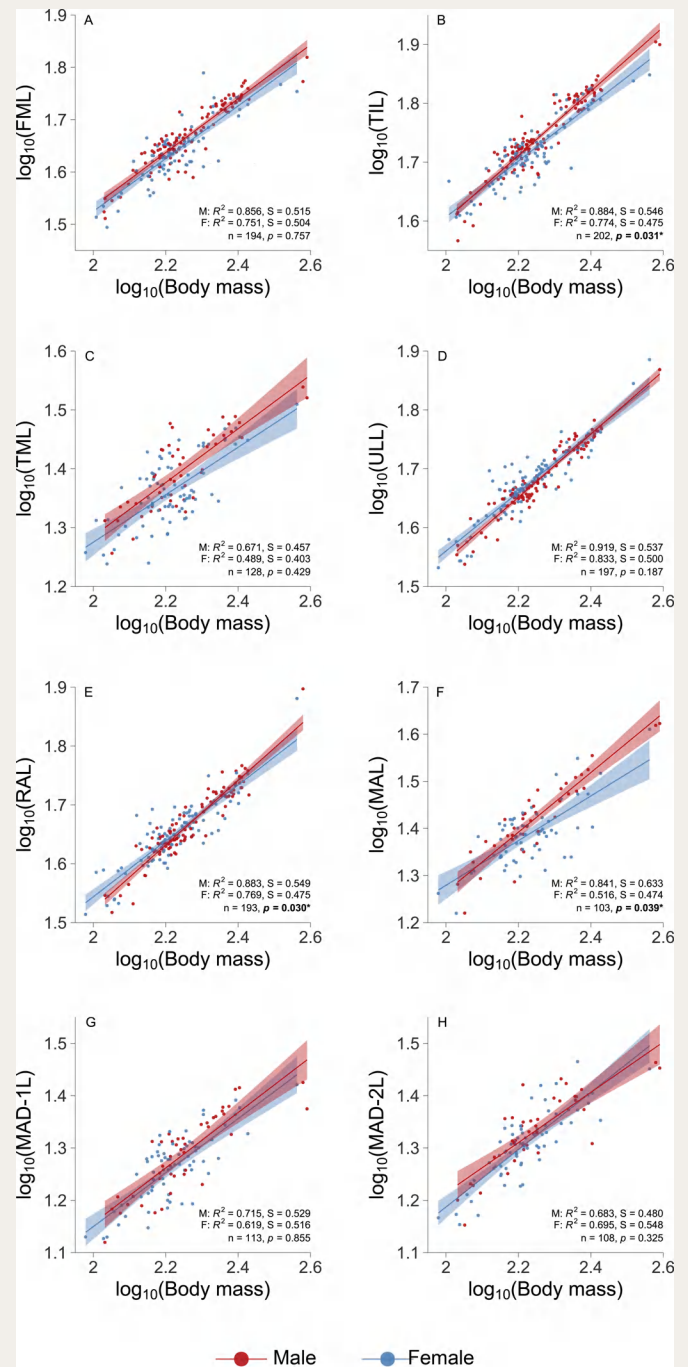 A
B
1.9
1.8
1.7
1.6
1.5
log₁₀(FML)
M: R² = 0.856, S = 0.515
F: R² = 0.751, S = 0.504
n = 194, p = 0.757
2 2.2 2.4 2.6
log₁₀(Body mass)
1.9
1.8
1.7
1.6
log₁₀(TIL)
M: R² = 0.884, S = 0.546
F: R² = 0.774, S = 0.475
n = 202, p = 0.031*
2 2.2 2.4 2.6
log₁₀(Body mass)
C
1.6
1.5
1.4
1.3
1.2
log₁₀(TML)
M: R² = 0.671, S = 0.457
F: R² = 0.489, S = 0.403
n = 128, p = 0.429
2 2.2 2.4 2.6
log₁₀(Body mass)
D
1.9
1.8
1.7
1.6
1.5
log₁₀(ULL)
M: R² = 0.919, S = 0.537
F: R² = 0.833, S = 0.500
n = 197, p = 0.187
2 2.2 2.4 2.6
log₁₀(Body mass)
E
1.9
1.8
1.7
1.6
1.5
log₁₀(RAL)
M: R² = 0.883, S = 0.549
F: R² = 0.769, S = 0.475
n = 193, p = 0.030*
2 2.2 2.4 2.6
log₁₀(Body mass)
F
1.7
1.6
1.5
1.4
1.3
1.2
log₁₀(MAL)
M: R² = 0.841, S = 0.633
F: R² = 0.516, S = 0.474
n = 103, p = 0.039*
2 2.2 2.4 2.6
log₁₀(Body mass)
G
1.5
1.4
1.3
1.2
1.1
log₁₀(MAD-1L)
M: R² = 0.715, S = 0.529
F: R² = 0.619, S = 0.516
n = 113, p = 0.855
2 2.2 2.4 2.6
log₁₀(Body mass)
H
1.5
1.4
1.3
1.2
1.1
log₁₀(MAD-2L)
M: R² = 0.683, S = 0.480
F: R² = 0.695, S = 0.548
n = 108, p = 0.325
2 2.2 2.4 2.6
log₁₀(Body mass)
Male Female